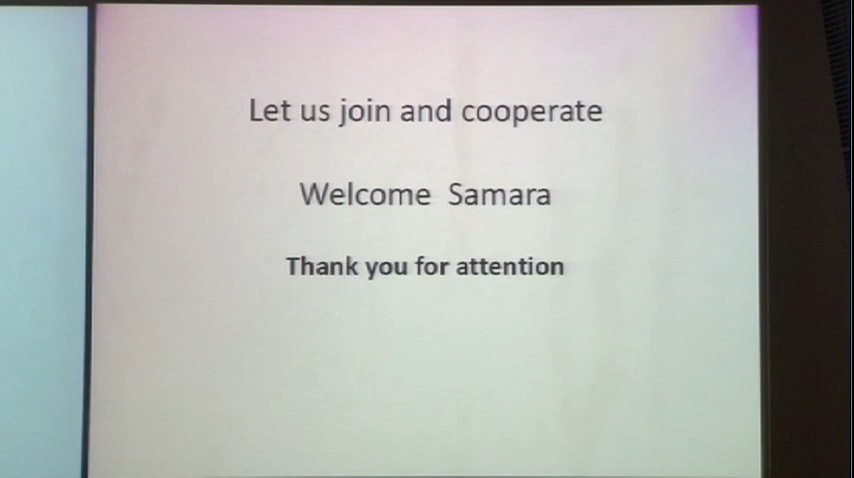 Let us join and cooperate
Welcome  Samara
Thank you for attention